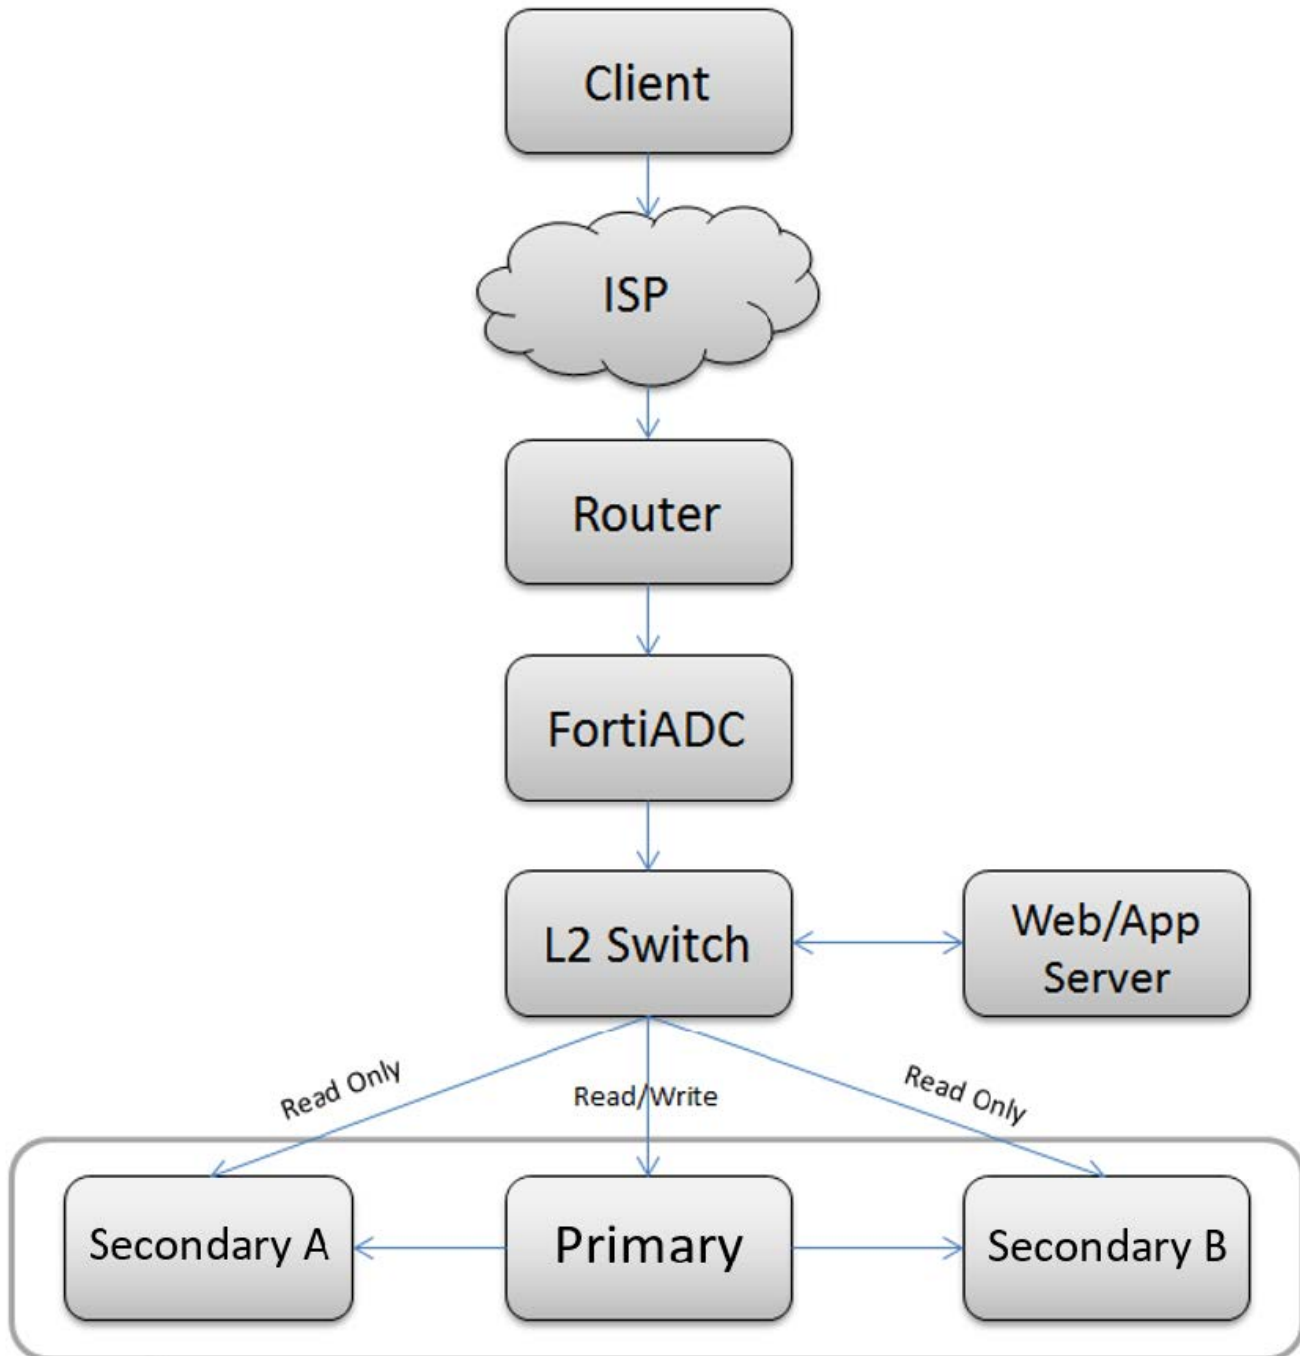 Client
ISP
Router
FortiADC
L2 Switch
Web/App
Server
Read Only
Read/Write
Read Only
Secondary A
Primary
Secondary B